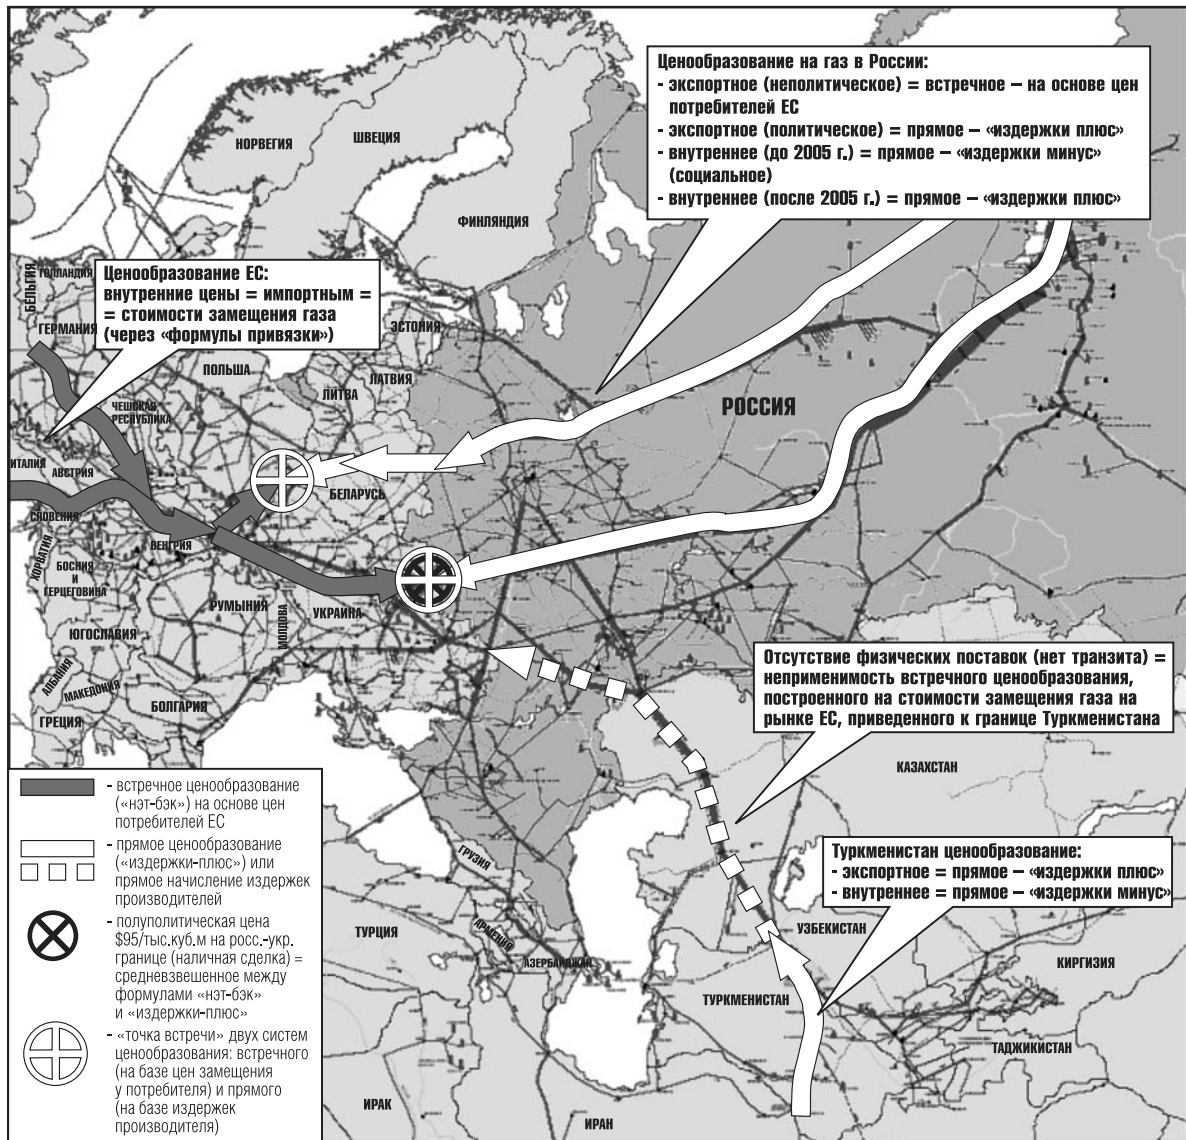 Ценообразование на газ в России:
- экспортное (неполитическое) = встречное – на основе цен
потребителей ЕС
- экспортное (политическое) = прямое – «издержки плюс»
- внутреннее (до 2005 г.) = прямое – «издержки минус»
(социальное)
- внутреннее (после 2005 г.) = прямое – «издержки плюс»
НОРВЕГИЯ
ШВЕЦИЯ
ФИНЛЯНДИЯ
БЕЛЬГИЯ
ГОЛЛАНДИЯ
Ценообразование ЕС:
внутренние цены = импортным =
= стоимости замещения газа
(через «формулы привязки»)
ГЕРМАНИЯ
ЭСТОНИЯ
ПОЛЬША
ЛАТВИЯ
ЛИТВА
ЧЕШСКАЯ
РЕСПУБЛИКА
РОССИЯ
ИТАЛИЯ
АВСТРИЯ
БЕЛАРУСЬ
СЛОВЕНИЯ
ХОРВАТИЯ
ВЕНГРИЯ
БОСНИЯ
И
ГЕРЦЕГОВИНА
РУМЫНИЯ
МОЛДОВА
УКРАИНА
ЮГОСЛАВИЯ
АЛБАНИЯ
МАКЕДОНИЯ
БОЛГАРИЯ
ГРЕЦИЯ
Отсутствие физических поставок (нет транзита) =
неприменимость встречного ценообразования,
построенного на стоимости замещения газа на
рынке ЕС, приведенного к границе Туркменистана
КАЗАХСТАН
Туркменистан ценообразование:
- экспортное = прямое – «издержки плюс»
- внутреннее = прямое – «издержки минус»
ГРУЗИЯ
АРМЕНИЯ
АЗЕРБАЙДЖАН
ТУРЦИЯ
УЗБЕКИСТАН
КИРГИЗИЯ
ТУРКМЕНИСТАН
ТАДЖИКИСТАН
ИРАК
ИРАН
- встречное ценообразование
(«нэт-бэк») на основе цен
потребителей ЕС
- прямое ценообразование
(«издержки-плюс») или
прямое начисление издержек
производителей
- полуполитическая цена
$95/тыс.куб.м на росс.-укр.
границе (наличная сделка) =
средневзвешенное между
формулами «нэт-бэк»
и «издержки-плюс»
- «точка встречи» двух систем
ценообразования: встречного
(на базе цен замещения
у потребителя) и прямого
(на базе издержек
производителя)